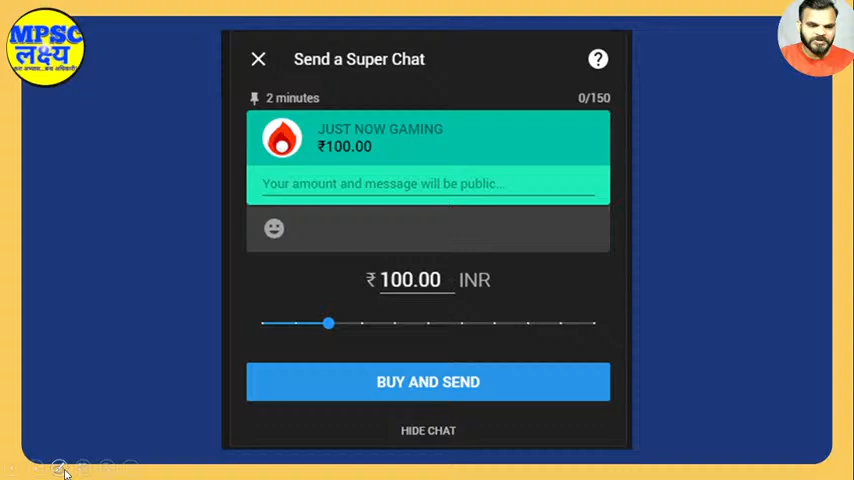 MPSC
लक्ष्य
Send a Super Chat
?
2 minutes
0/150
JUST NOW GAMING
₹100.00
Your amount and message will be public...
₹ 100.00 INR
BUY AND SEND
HIDE CHAT